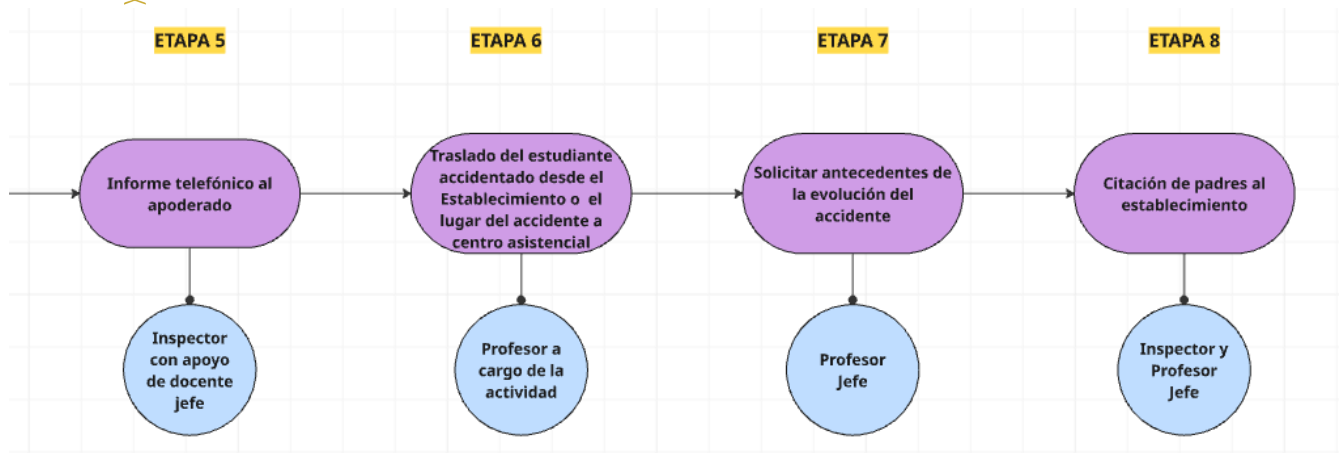 ETAPA 5
ETAPA 6
ETAPA 7
ETAPA 8
Informe telefónico al
apoderado
Traslado del estudiante
accidentado desde el
Establecimiento o el
lugar del accidente a
centro asistencial
Solicitar antecedentes de
la evolución del
accidente
Citación de padres al
establecimiento
Inspector
con apoyo
de docente
jefe
Profesor a
cargo de la
actividad
Profesor
Jefe
Inspector y
Profesor
Jefe